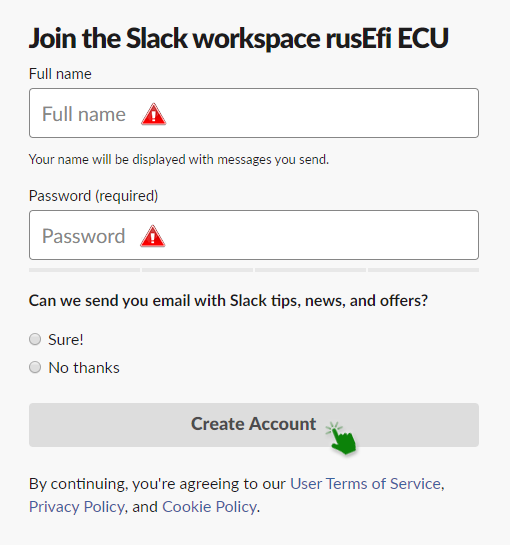 Join the Slack workspace rusEfi ECU
Full name
Full name
Your name will be displayed with messages you send.
Password (required)
Password
Can we send you email with Slack tips, news, and offers?
Sure!
No thanks
Create Account
By continuing, you're agreeing to our User Terms of Service,
Privacy Policy, and Cookie Policy.